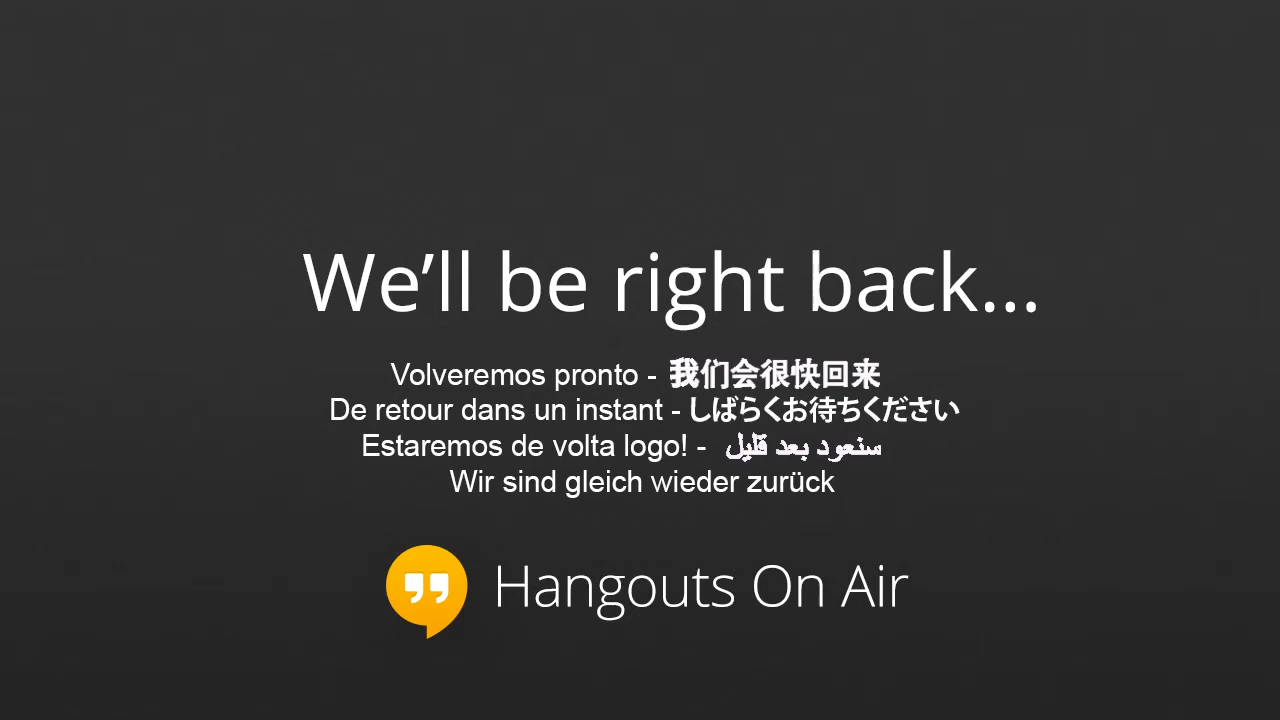 We'll be right back...
Volveremos pronto - 我们会很快回来
De retour dans un instant - しばらくお待ちください
Estaremos de volta logo! - سنعود بعد قليل
Wir sind gleich wieder zurück
Hangouts On Air